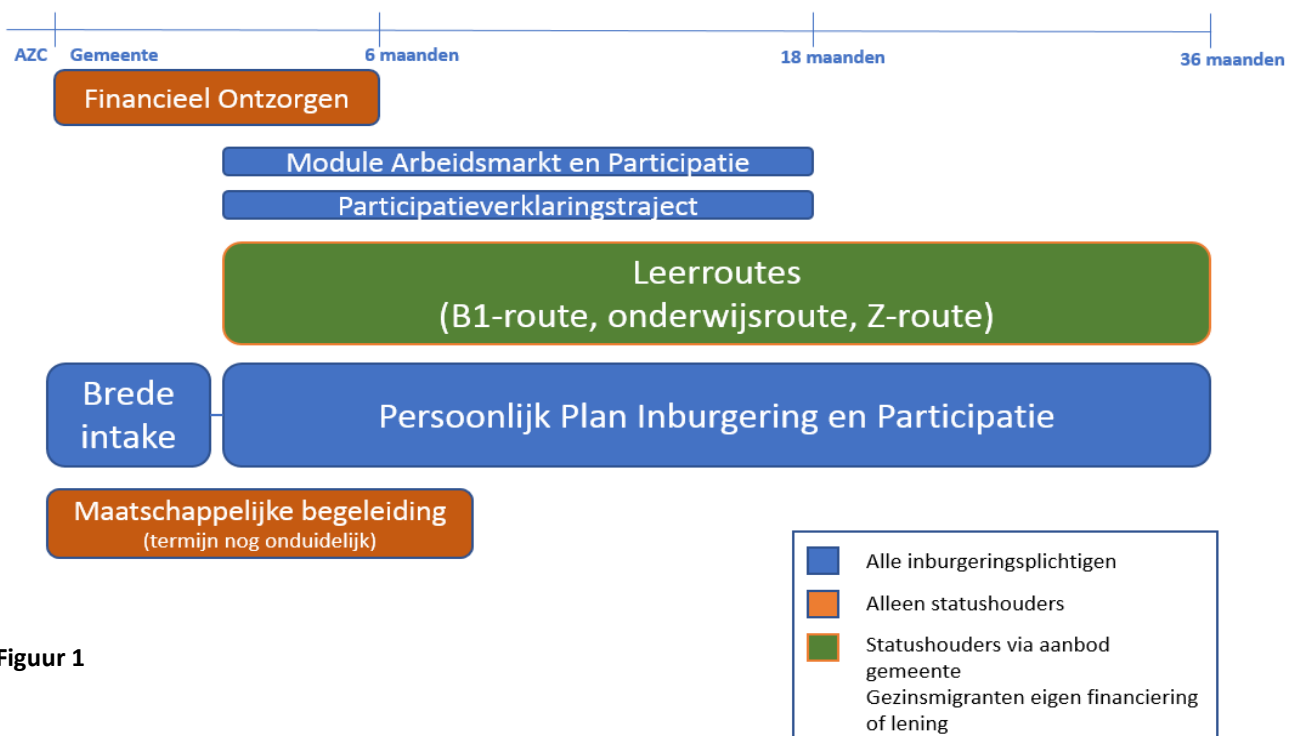 AZC Gemeente 6 maanden 18 maanden 36 maanden
Financieel Ontzorgen
Module Arbeidsmarkt en Participatie
Participatieverklaringstraject
Leerroutes
(B1-route, onderwijsroute, Z-route)
Brede
intake
Persoonlijk Plan Inburgering en Participatie
Maatschappelijke begeleiding
(termijn nog onduidelijk)
Alle inburgeringsplichtigen
Alleen statushouders
Statushouders via aanbod
gemeente
Gezinsmigranten eigen financiering
of lening
Figuur 1